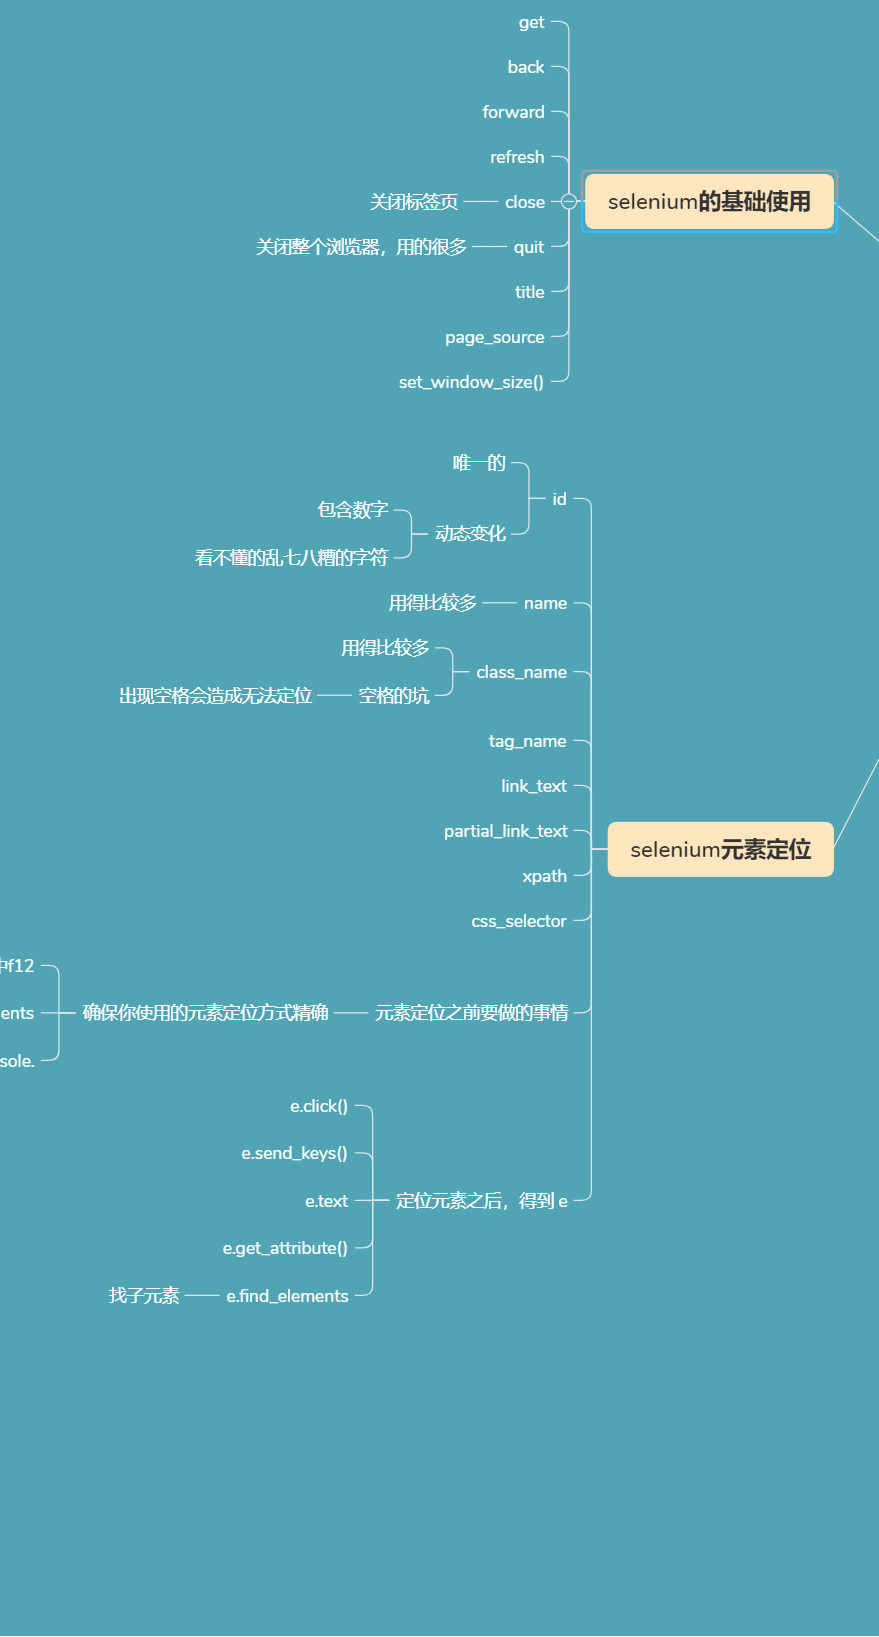 get
back
forward
refresh
关闭标签页
close
selenium的基础使用
关闭整个浏览器，用的很多
quit
title
page_source
set_window_size()
唯一的
id
包含数字
动态变化
看不懂的乱七八糟的字符
用得比较多
name
用得比较多
class_name
出现空格会造成无法定位
空格的坑
tag_name
link_text
partial_link_text
selenium元素定位
xpath
css_selector
中f12
ents
确保你使用的元素定位方式精确
元素定位之前要做的事情
sole.
e.click()
e.send_keys()
e.text
定位元素之后，得到 e
e.get_attribute()
找子元素
e.find_elements